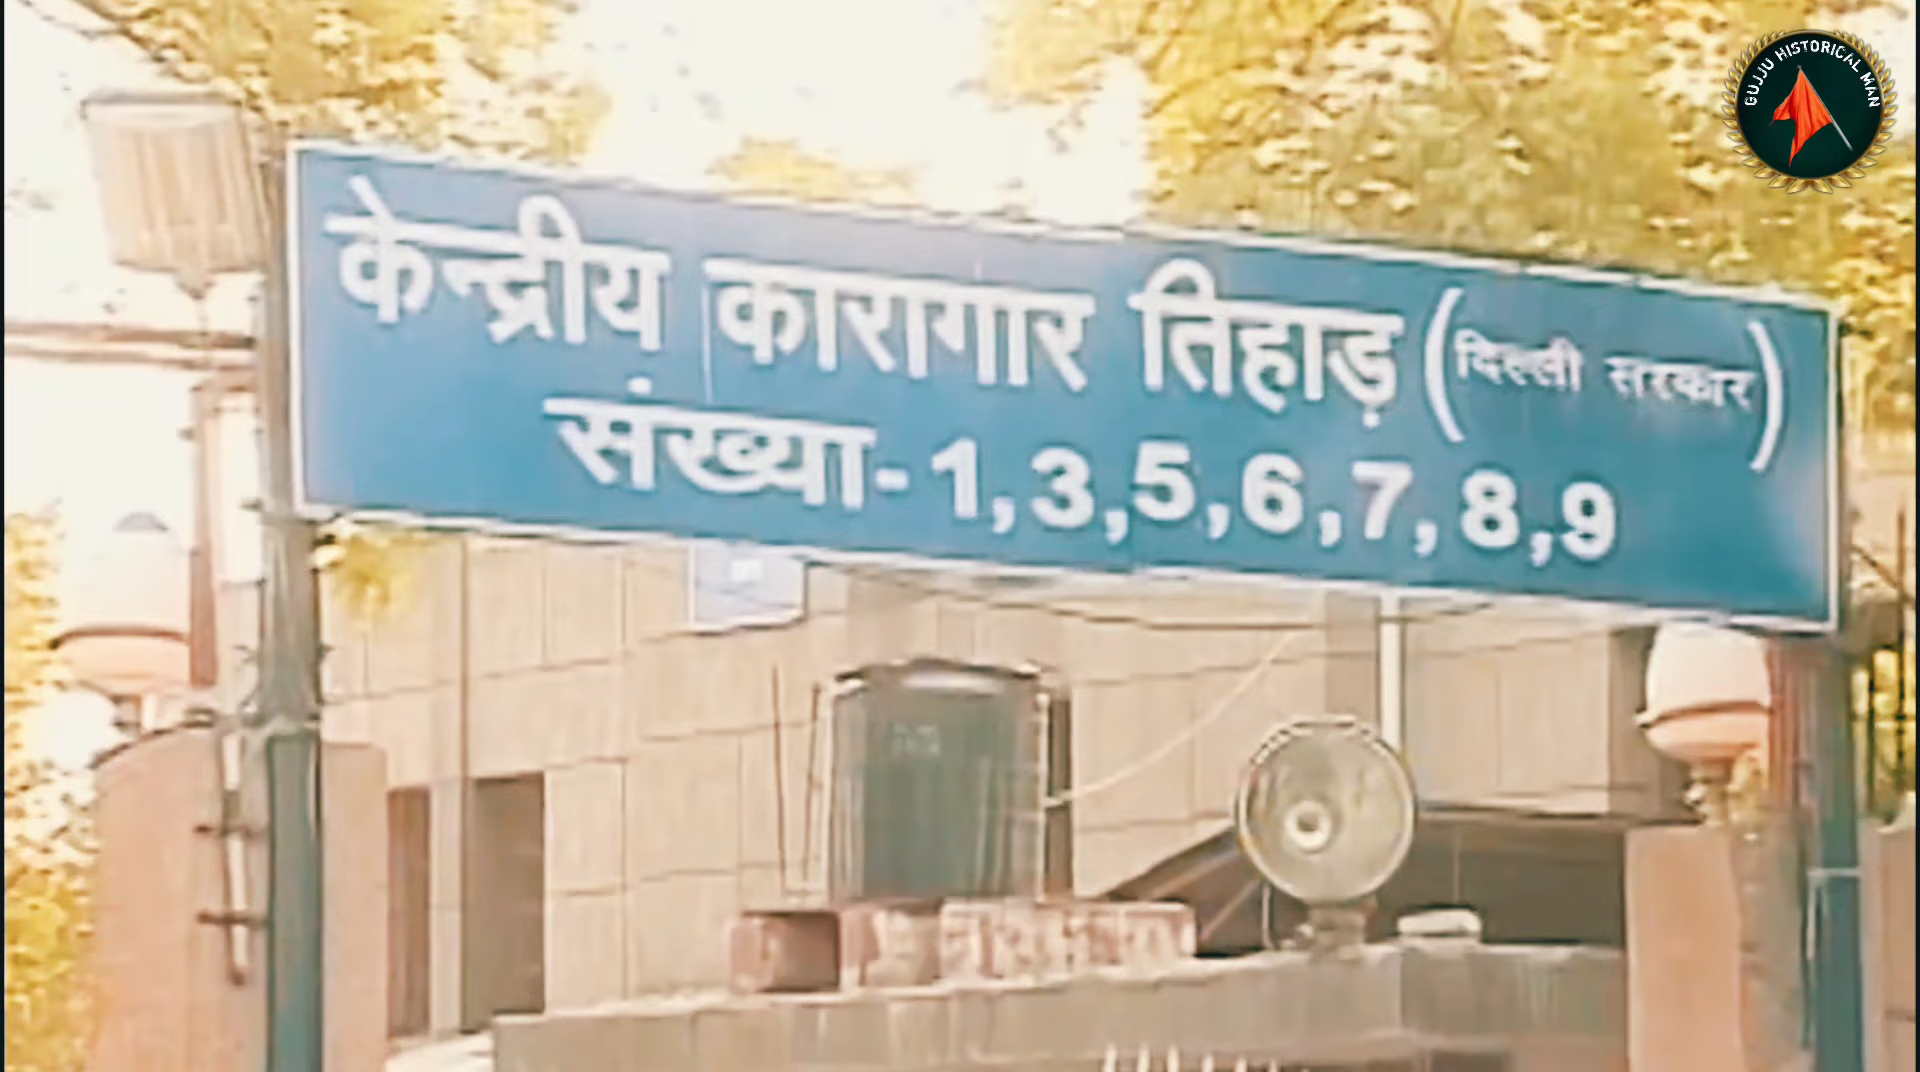 GUJJU HISTORICAL MAN
केन्द्रीय कारागार तिहाड़ (दिल्ली सरकार)
संख्या-1,3,5,6,7,8,9